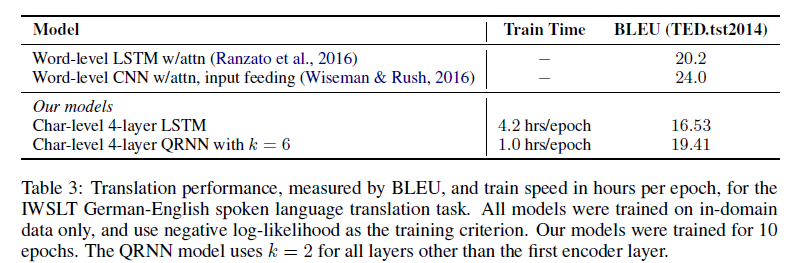 Model Train Time BLEU (TED.tst2014)
Word-level LSTM w/attn (Ranzato et al., 2016) – 20.2
Word-level CNN w/attn, input feeding (Wiseman & Rush, 2016) – 24.0
Our models
Char-level 4-layer LSTM 4.2 hrs/epoch 16.53
Char-level 4-layer QRNN with k = 6 1.0 hrs/epoch 19.41
Table 3: Translation performance, measured by BLEU, and train speed in hours per epoch, for the
IWSLT German-English spoken language translation task. All models were trained on in-domain
data only, and use negative log-likelihood as the training criterion. Our models were trained for 10
epochs. The QRNN model uses k = 2 for all layers other than the first encoder layer.